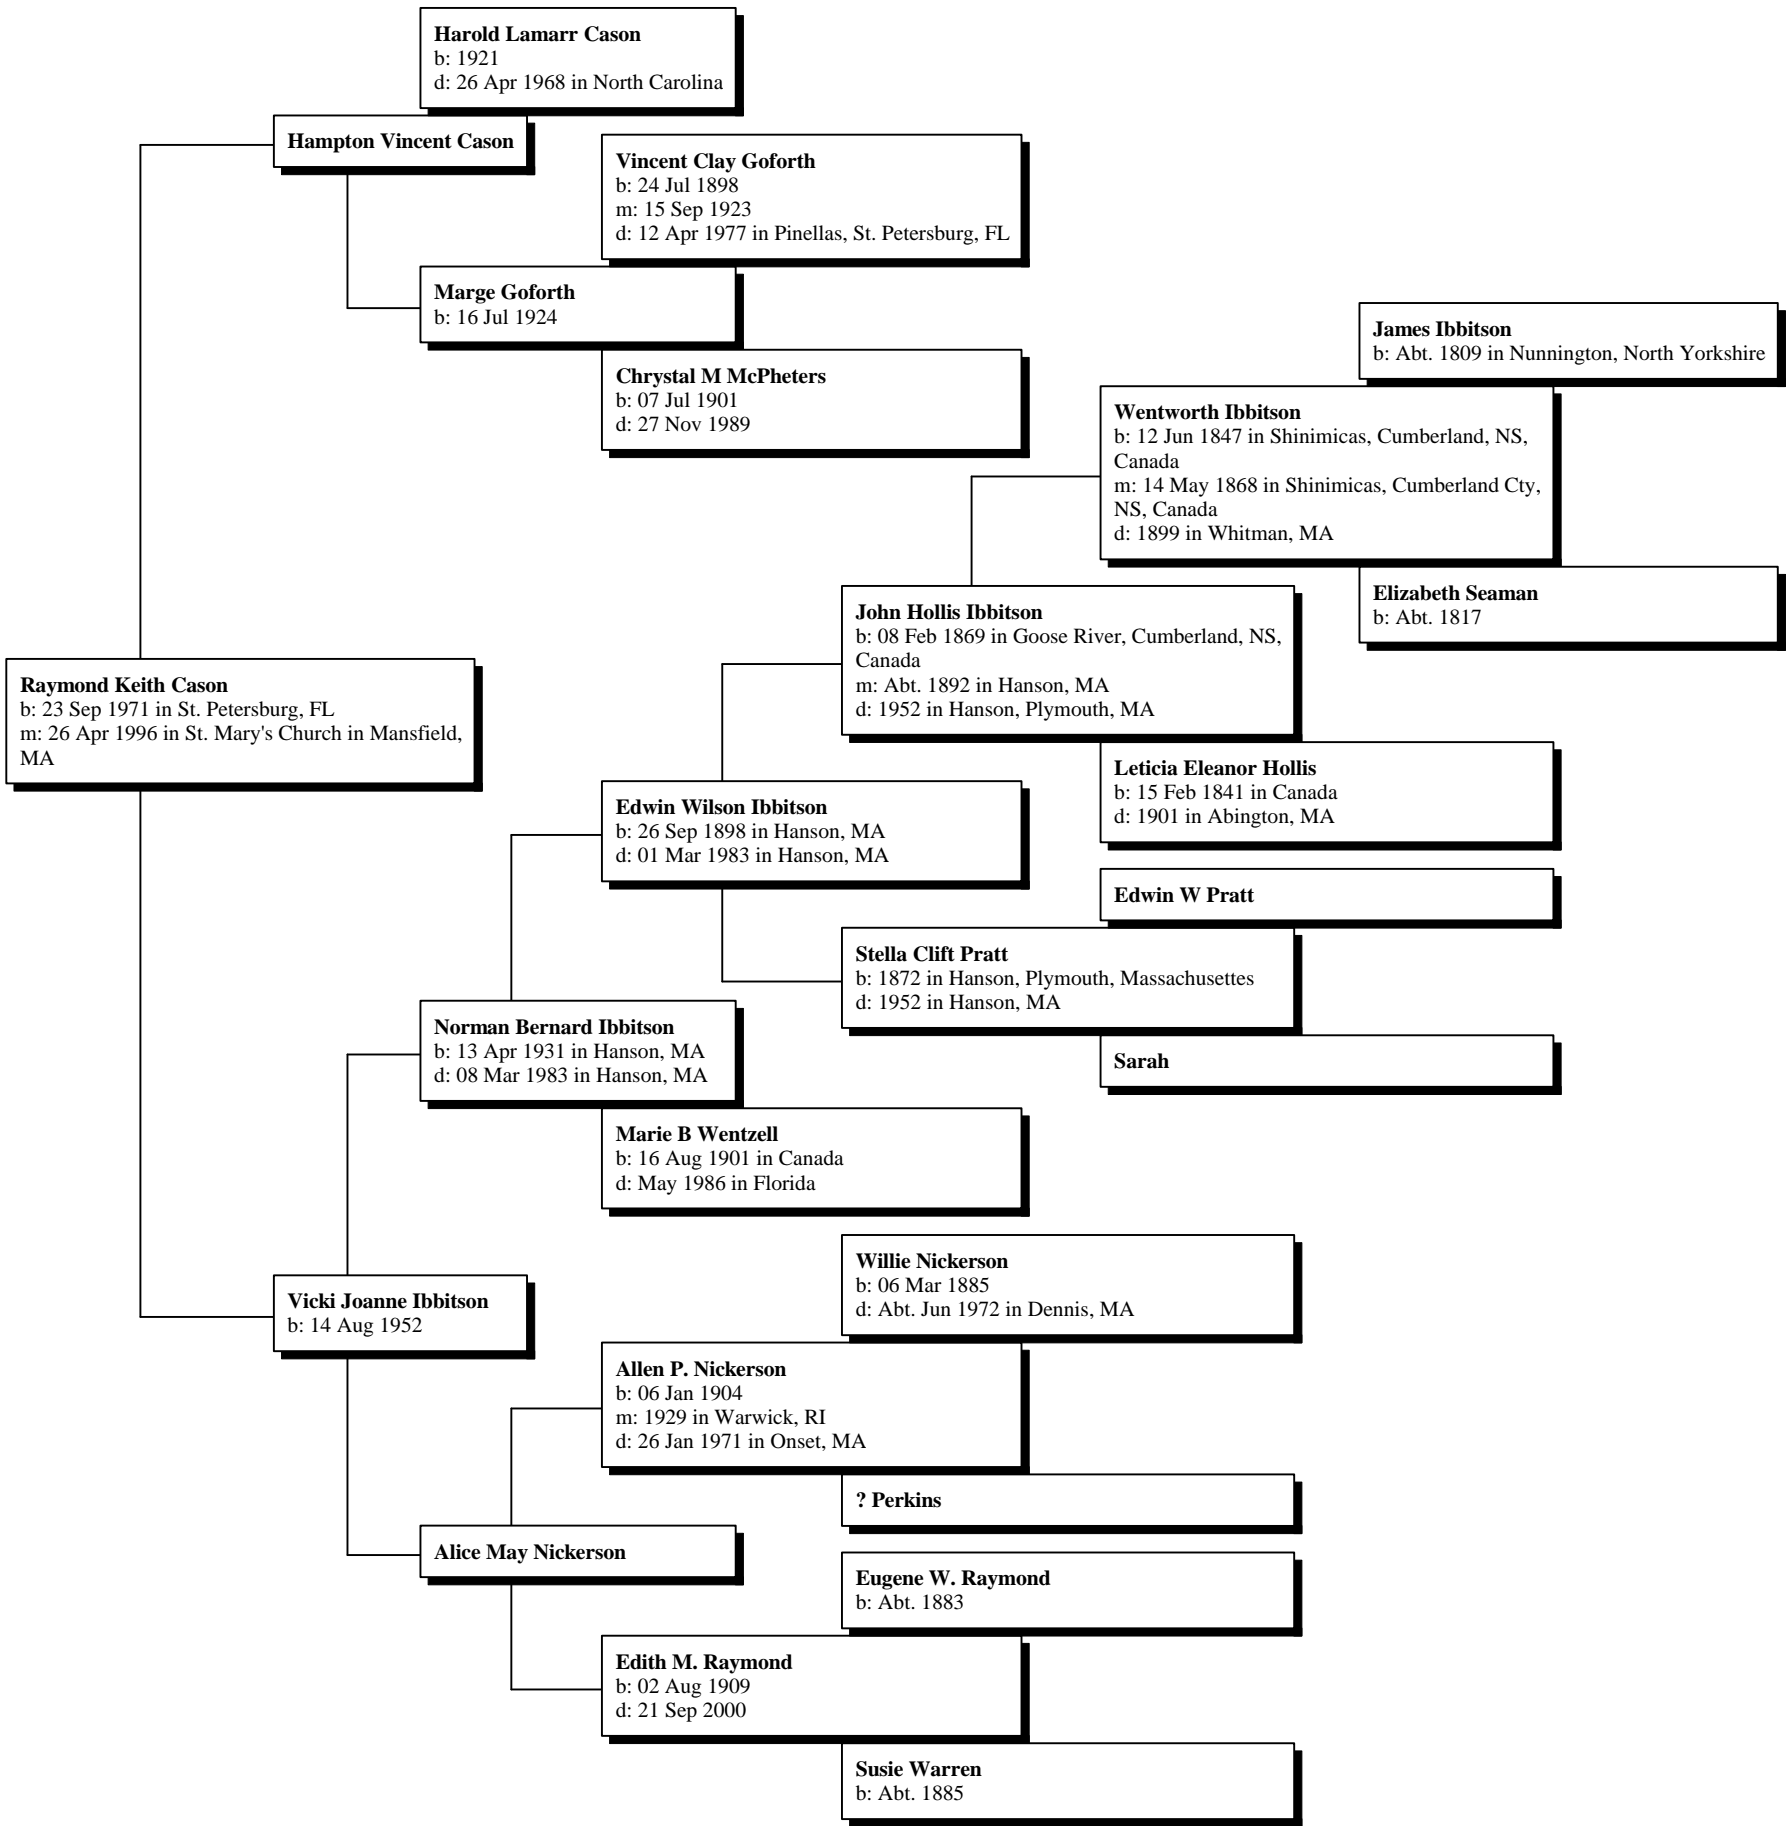 Harold Lamarr Cason
b: 1921
d: 26 Apr 1968 in North Carolina
Hampton Vincent Cason
Vincent Clay Goforth
b: 24 Jul 1898
m: 15 Sep 1923
d: 12 Apr 1977 in Pinellas, St. Petersburg, FL
Marge Goforth
b: 16 Jul 1924
Chrystal M McPheters
b: 07 Jul 1901
d: 27 Nov 1989
James Ibbitson
b: Abt. 1809 in Nunnington, North Yorkshire
Wentworth Ibbitson
b: 12 Jun 1847 in Shinimicas, Cumberland, NS,
Canada
m: 14 May 1868 in Shinimicas, Cumberland Cty,
NS, Canada
d: 1899 in Whitman, MA
Elizabeth Seaman
b: Abt. 1817
John Hollis Ibbitson
b: 08 Feb 1869 in Goose River, Cumberland, NS,
Canada
m: Abt. 1892 in Hanson, MA
d: 1952 in Hanson, Plymouth, MA
Raymond Keith Cason
b: 23 Sep 1971 in St. Petersburg, FL
m: 26 Apr 1996 in St. Mary's Church in Mansfield,
MA
Leticia Eleanor Hollis
b: 15 Feb 1841 in Canada
d: 1901 in Abington, MA
Edwin Wilson Ibbitson
b: 26 Sep 1898 in Hanson, MA
d: 01 Mar 1983 in Hanson, MA
Edwin W Pratt
Stella Clift Pratt
b: 1872 in Hanson, Plymouth, Massachusettes
d: 1952 in Hanson, MA
Sarah
Norman Bernard Ibbitson
b: 13 Apr 1931 in Hanson, MA
d: 08 Mar 1983 in Hanson, MA
Marie B Wentzell
b: 16 Aug 1901 in Canada
d: May 1986 in Florida
Vicki Joanne Ibbitson
b: 14 Aug 1952
Willie Nickerson
b: 06 Mar 1885
d: Abt. Jun 1972 in Dennis, MA
Allen P. Nickerson
b: 06 Jan 1904
m: 1929 in Warwick, RI
d: 26 Jan 1971 in Onset, MA
? Perkins
Alice May Nickerson
Eugene W. Raymond
b: Abt. 1883
Edith M. Raymond
b: 02 Aug 1909
d: 21 Sep 2000
Susie Warren
b: Abt. 1885